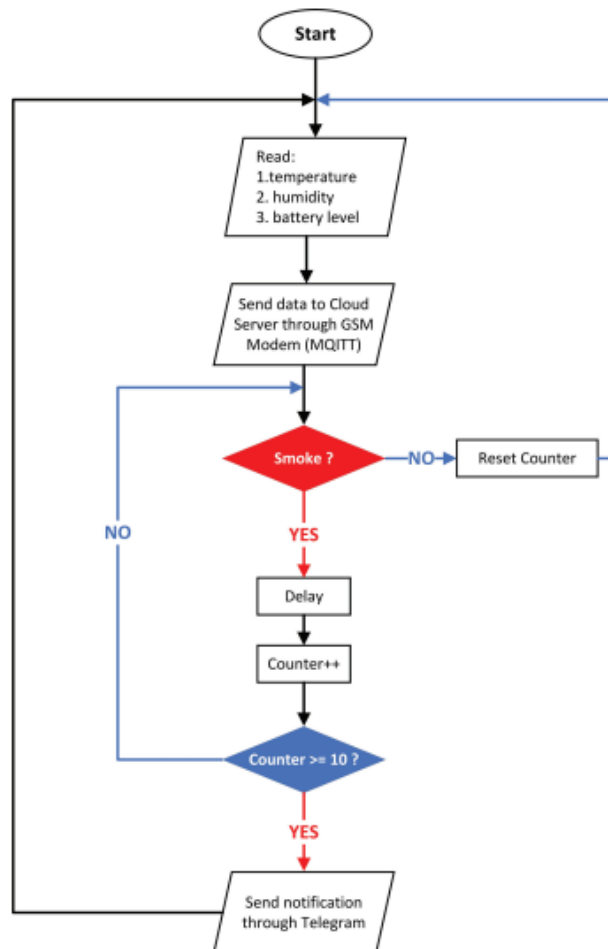 Start
Read:
1.temperature
2. humidity
3. battery level
Send data to Cloud
Server through GSM
Modem (MQITT)
Smoke ?
NO
Reset Counter
NO
YES
Delay
Counter++
Counter >= 10 ?
YES
Send notification
through Telegram